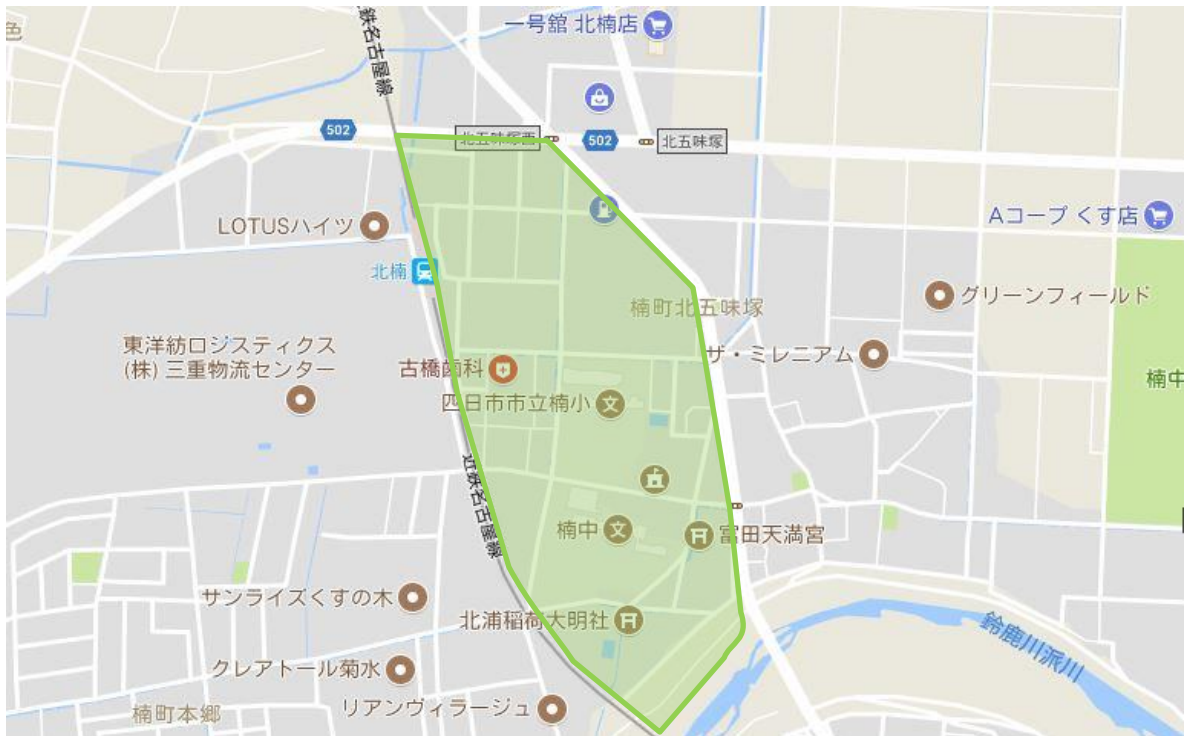 色
一号舘 北楠店
鉄名古屋線
502
北五味塚西
502
北五味塚
LOTUSハイツ
Aコープ くす店
北楠
グリーンフィールド
楠町北五味塚
東洋紡ロジスティクス
(株) 三重物流センター
古橋歯科
ザ・ミレニアム
楠中
四日市市立楠小
文
近鉄名古屋線
楠中
文
冨田天満宮
サンライズくすの木
北浦稲荷大明社
鈴鹿川派川
クレアトール菊水
リアンヴィラージュ
楠町本郷